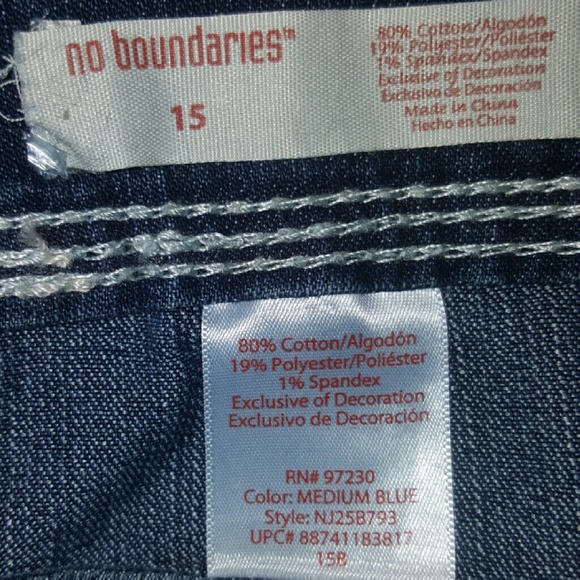 no boundaries™
15
80% Cotton/Algodón
19% Polyester/Poliéster
1% Spandex/Spandex
Exclusive of Decoration
Exclusivo de Decoración
Made in China
Hecho en China
80% Cotton/Algodón
19% Polyester/Poliéster
1% Spandex
Exclusive of Decoration
Exclusivo de Decoración
RN# 97230
Color: MEDIUM BLUE
Style: NJ25B793
UPC# 88741183817
15B